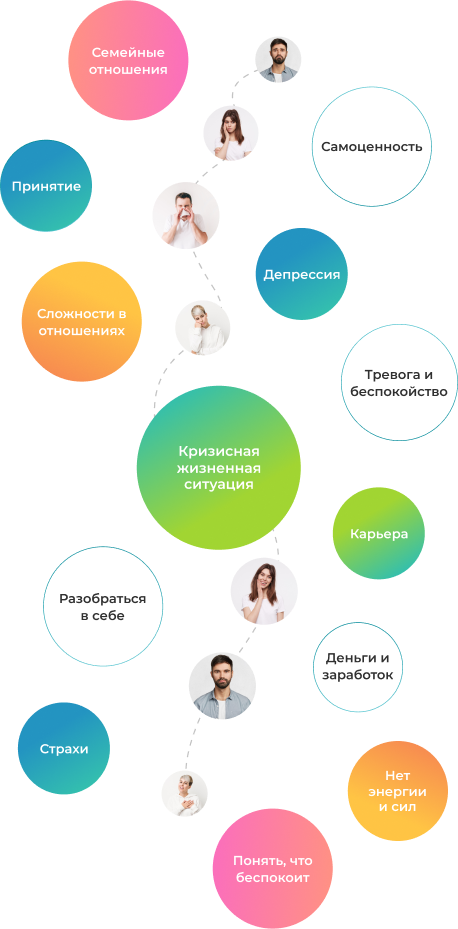 Семейные
отношения
Самоценность
Принятие
Депрессия
Сложности в
отношениях
Тревога и
беспокойство
Кризисная
жизненная
ситуация
Карьера
Разобраться
в себе
Деньги и
заработок
Страхи
Нет
энергии
и сил
Понять, что
беспокоит